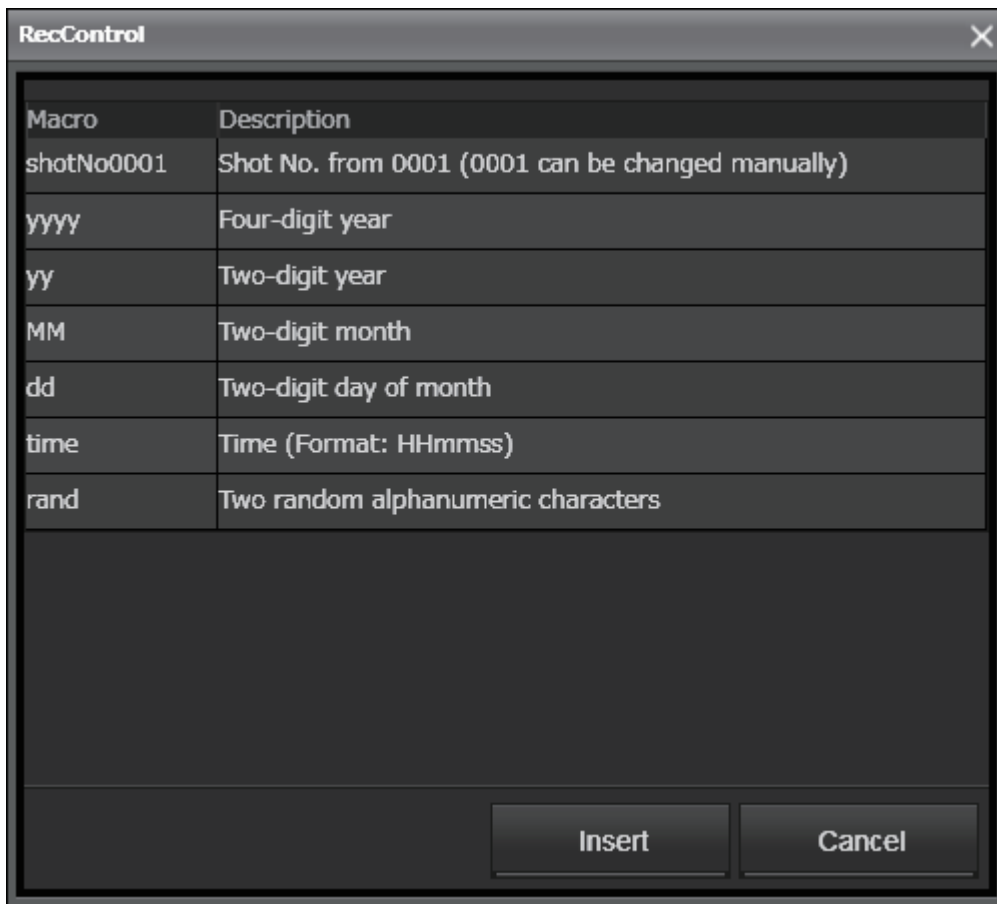 RecControl
Macro Description
shotNo0001 Shot No. from 0001 (0001 can be changed manually)
yyyy Four-digit year
yy Two-digit year
MM Two-digit month
dd Two-digit day of month
time Time (Format: HHmmss)
rand Two random alphanumeric characters
Insert Cancel